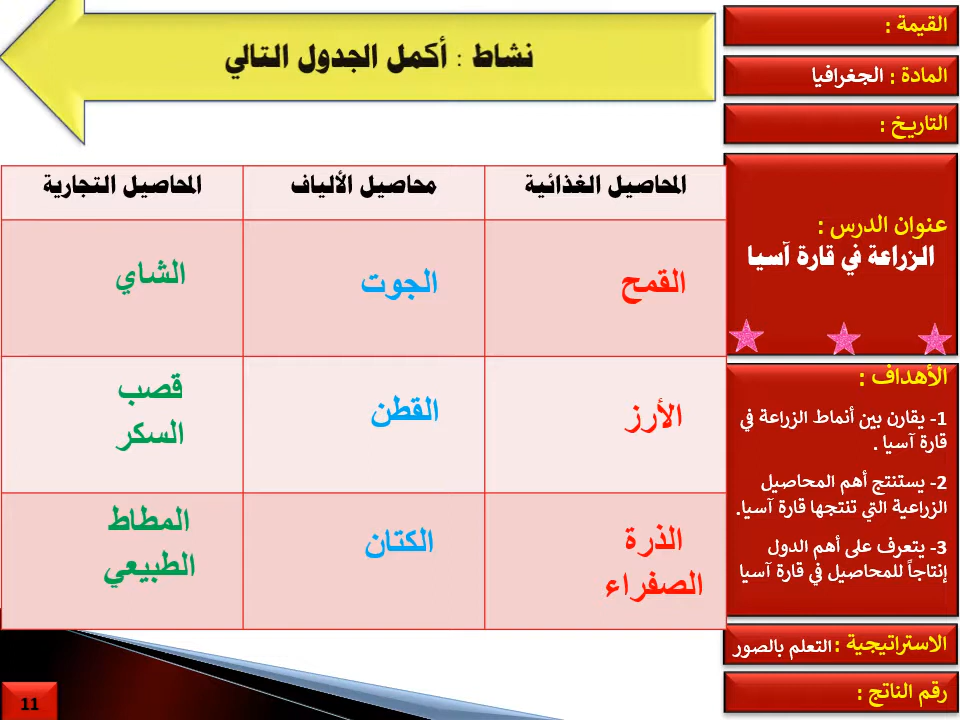 القيمة :
المادة : الجغرافيا
التاريخ :
عنوان الدرس :
الزراعة في قارة آسيا
الأهداف :
1- يقارن بين أنماط الزراعة في
قارة آسيا .
2- يستنتج أهم المحاصيل
الزراعية التي تنتجها قارة آسيا.
3- يتعرف على أهم الدول
إنتاجاً للمحاصيل في قارة آسيا
الاستراتيجية : التعلم بالصور
رقم الناتج :
نشاط : أكمل الجدول التالي
المحاصيل الغذائية
محاصيل الألياف
المحاصيل التجارية
القمح
الجوت
الشاي
الأرز
القطن
قصب
السكر
الذرة
الصفراء
الكتان
المطاط
الطبيعي
11